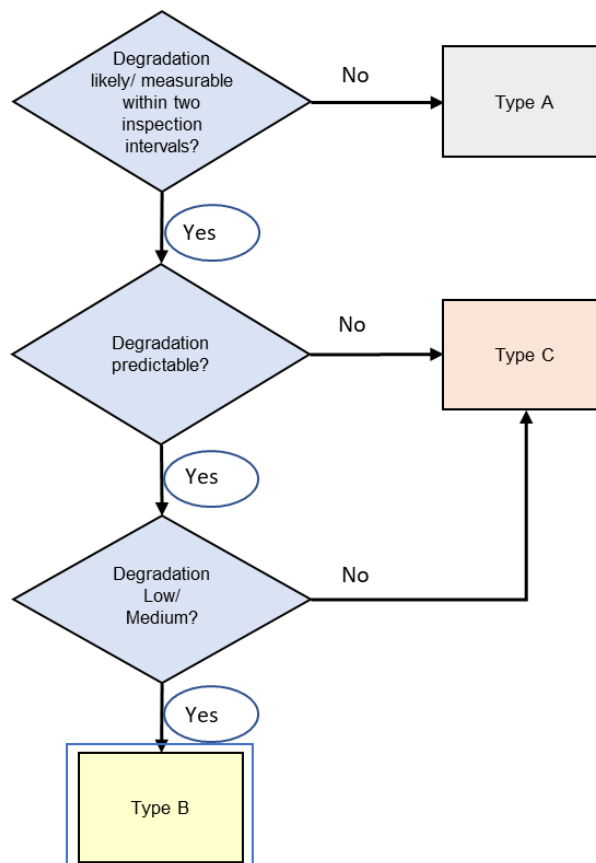 Degradation
likely/ measurable
within two
inspection
intervals?
No
Type A
Yes
Degradation
predictable?
No
Type C
Yes
Degradation
Low/
Medium?
No
Yes
Type B